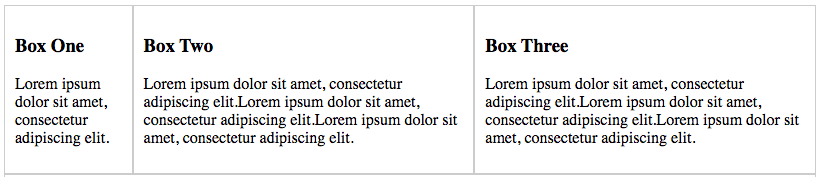 Box One
Lorem ipsum
dolor sit amet,
consectetur
adipiscing elit.
Box Two
Lorem ipsum dolor sit amet, consectetur
adipiscing elit.Lorem ipsum dolor sit amet,
consectetur adipiscing elit.Lorem ipsum dolor sit
amet, consectetur adipiscing elit.
Box Three
Lorem ipsum dolor sit amet, consectetur
adipiscing elit.Lorem ipsum dolor sit amet,
consectetur adipiscing elit.Lorem ipsum dolor sit
amet, consectetur adipiscing elit.